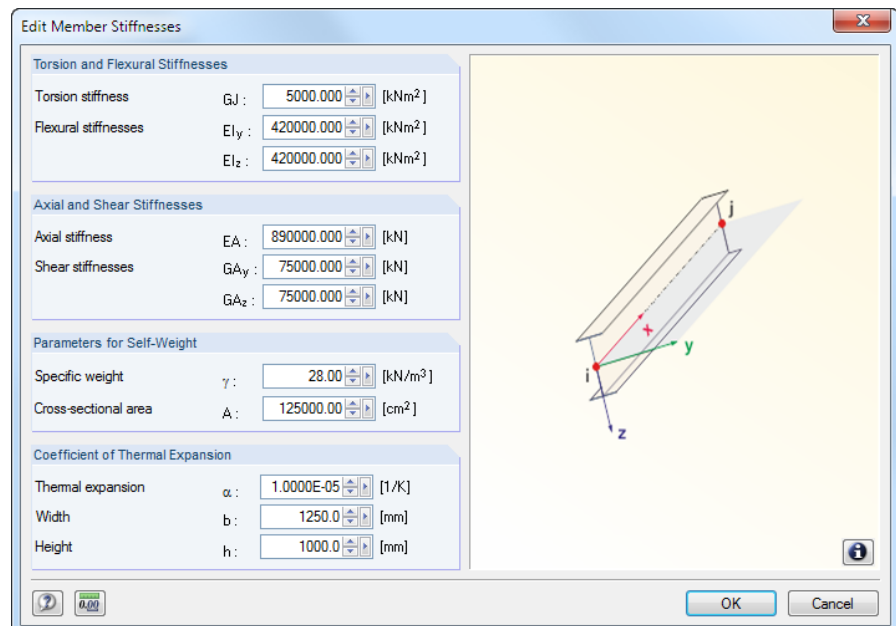 Edit Member Stiffnesses
Torsion and Flexural Stiffnesses
Torsion stiffness GJ : 5000.000 [kNm²]
Flexural stiffnesses EIy : 420000.000 [kNm²]
EIz : 420000.000 [kNm²]
Axial and Shear Stiffnesses
Axial stiffness EA : 890000.000 [kN]
Shear stiffnesses GAy : 75000.000 [kN]
GAz : 75000.000 [kN]
Parameters for Self-Weight
Specific weight γ : 28.00 [kN/m³]
Cross-sectional area A : 125000.00 [cm²]
Coefficient of Thermal Expansion
Thermal expansion α : 1.0000E-05 [1/K]
Width b : 1250.0 [mm]
Height h : 1000.0 [mm]
j
x
y
i
z
0.00
OK Cancel